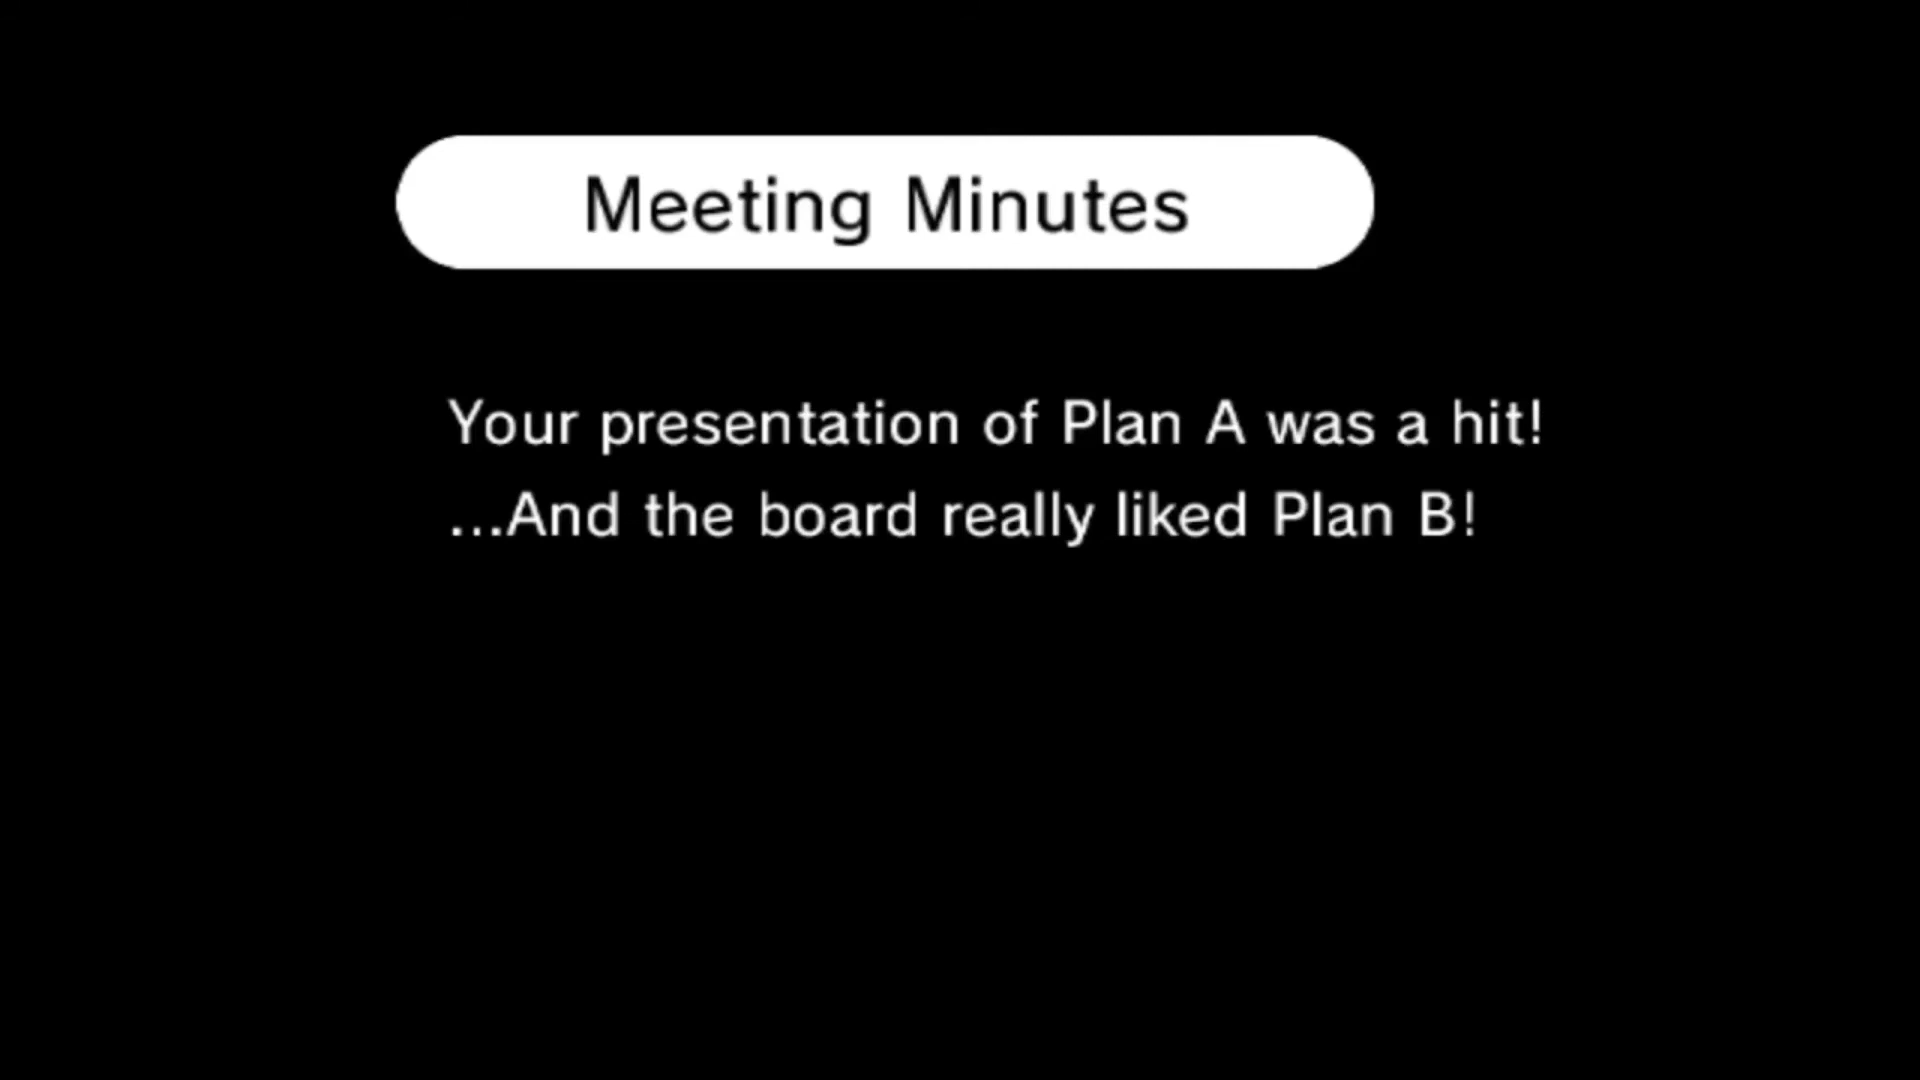 Meeting Minutes
Your presentation of Plan A was a hit!
...And the board really liked Plan B!